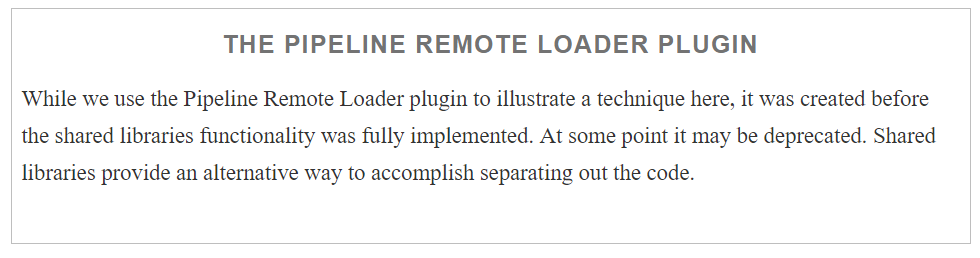 THE PIPELINE REMOTE LOADER PLUGIN
While we use the Pipeline Remote Loader plugin to illustrate a technique here, it was created before
the shared libraries functionality was fully implemented. At some point it may be deprecated. Shared
libraries provide an alternative way to accomplish separating out the code.